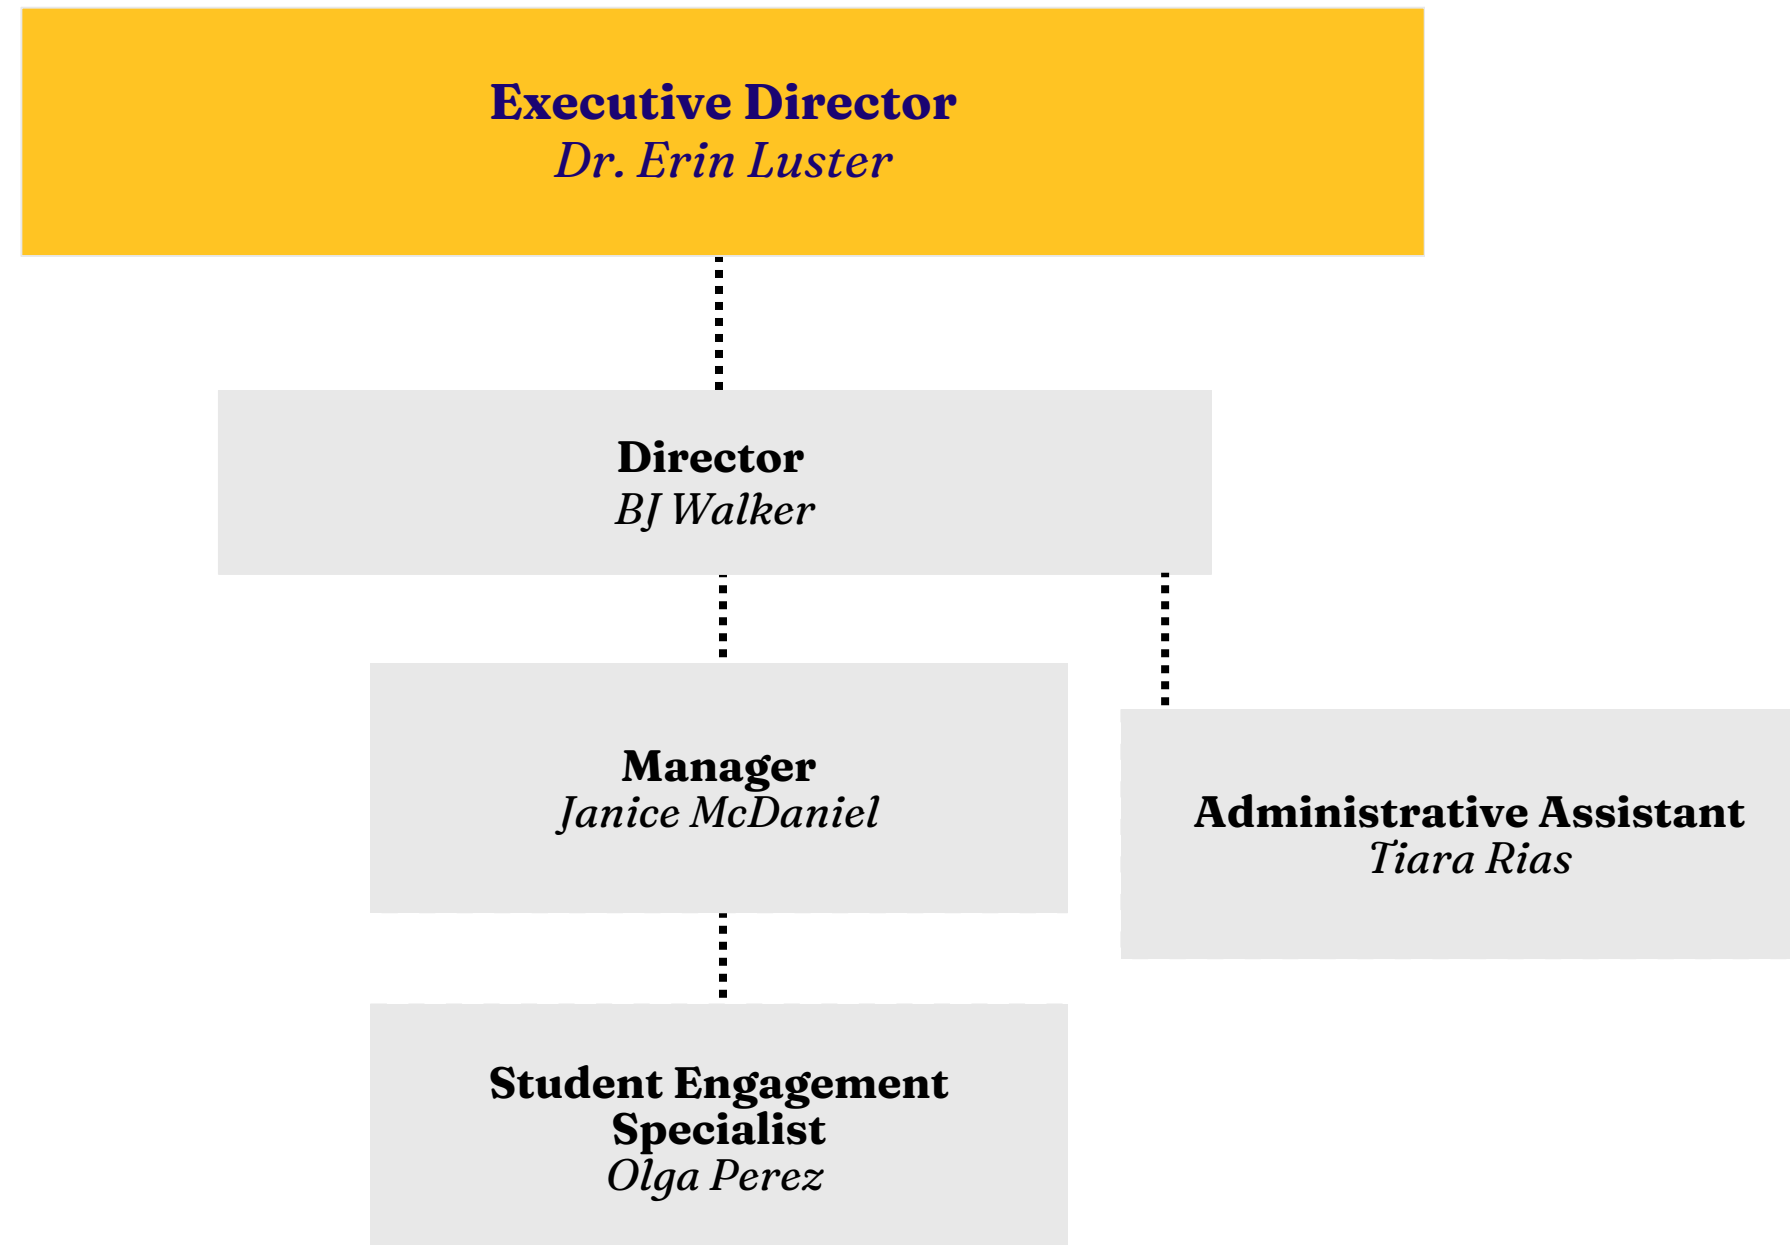 Executive Director
Dr. Erin Luster
Director
BJ Walker
Manager
Janice McDaniel
Administrative Assistant
Tiara Rias
Student Engagement
Specialist
Olga Perez